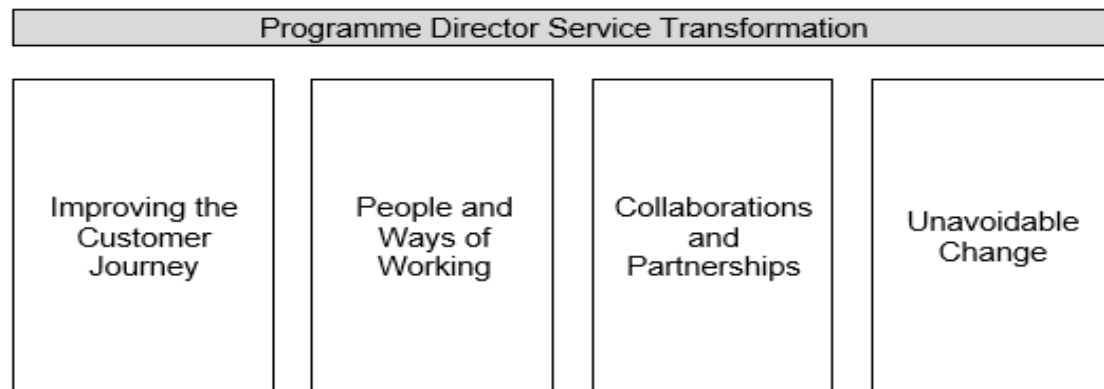 Programme Director Service Transformation
Improving the
Customer
Journey
People and
Ways of
Working
Collaborations
and
Partnerships
Unavoidable
Change